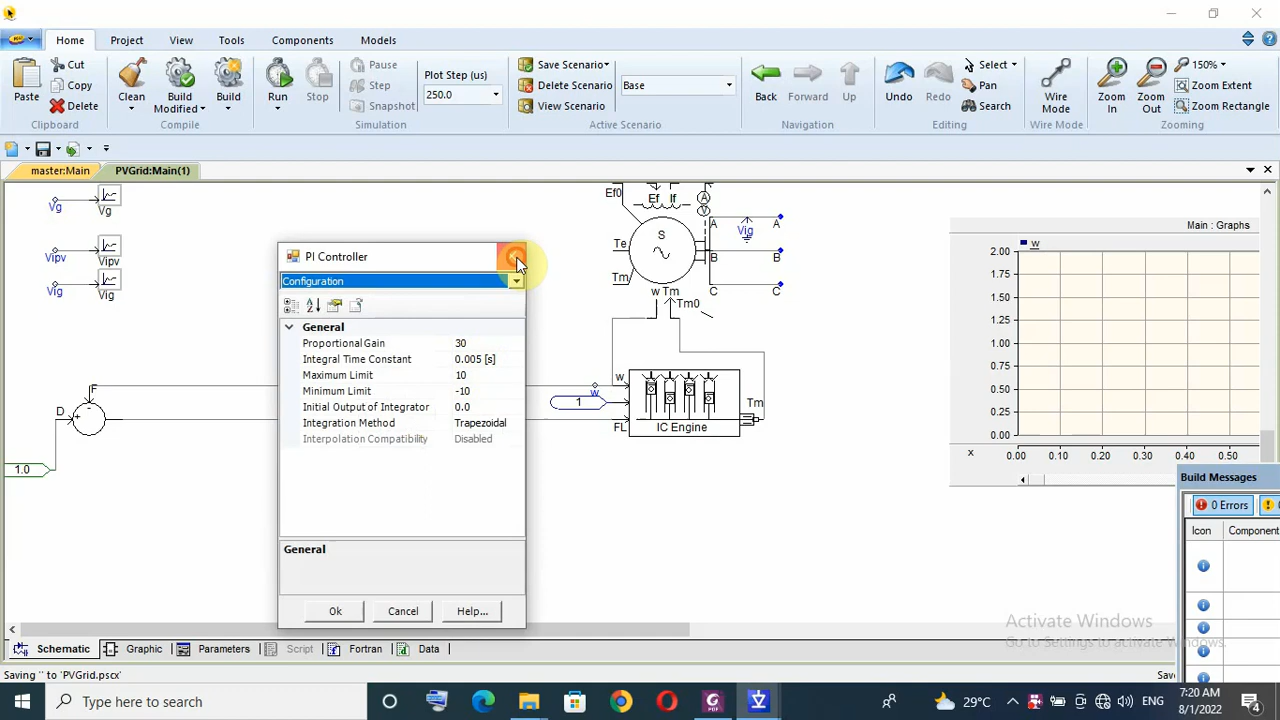 Home Project View Tools Components Models
Paste
Cut
Copy
Delete
Clipboard
Clean
Build Modified
Build
Compile
Run
Stop
Pause
Step
Snapshot
Plot Step (us)
250.0
Simulation
Save Scenario
Delete Scenario
View Scenario
Base
Active Scenario
Back
Forward
Up
Navigation
Undo
Redo
Select
Pan
Search
Editing
Wire Mode
Wire Mode
Zoom In
Zoom Out
150%
Zoom Extent
Zoom Rectangle
Zooming
master:Main PVGrid:Main(1)
Vg Vg
Vipv Vipv
Vig Vig
PI Controller
Configuration
General
Proportional Gain 30
Integral Time Constant 0.005 [s]
Maximum Limit 10
Minimum Limit -10
Initial Output of Integrator 0.0
Integration Method Trapezoidal
Interpolation Compatibility Disabled
General
Ok Cancel Help...
D + - F
1.0
Ef0 Ef If A V
S
Te
Tm
w Tm
Tm0
A A
B B
C C
Vig
w
w
1
FL
IC Engine
Tm
Main : Graphs
w
2.00
1.75
1.50
1.25
1.00
0.75
0.50
0.25
0.00
x 0.00 0.10 0.20 0.30 0.40 0.50
Build Messages
0 Errors
Icon Component
Activate Windows
Go to Settings to activate Windows.
Schematic Graphic Parameters Script Fortran Data
Saving '' to 'PVGrid.pscx'
Type here to search
29°C
ENG
7:20 AM
8/1/2022
4